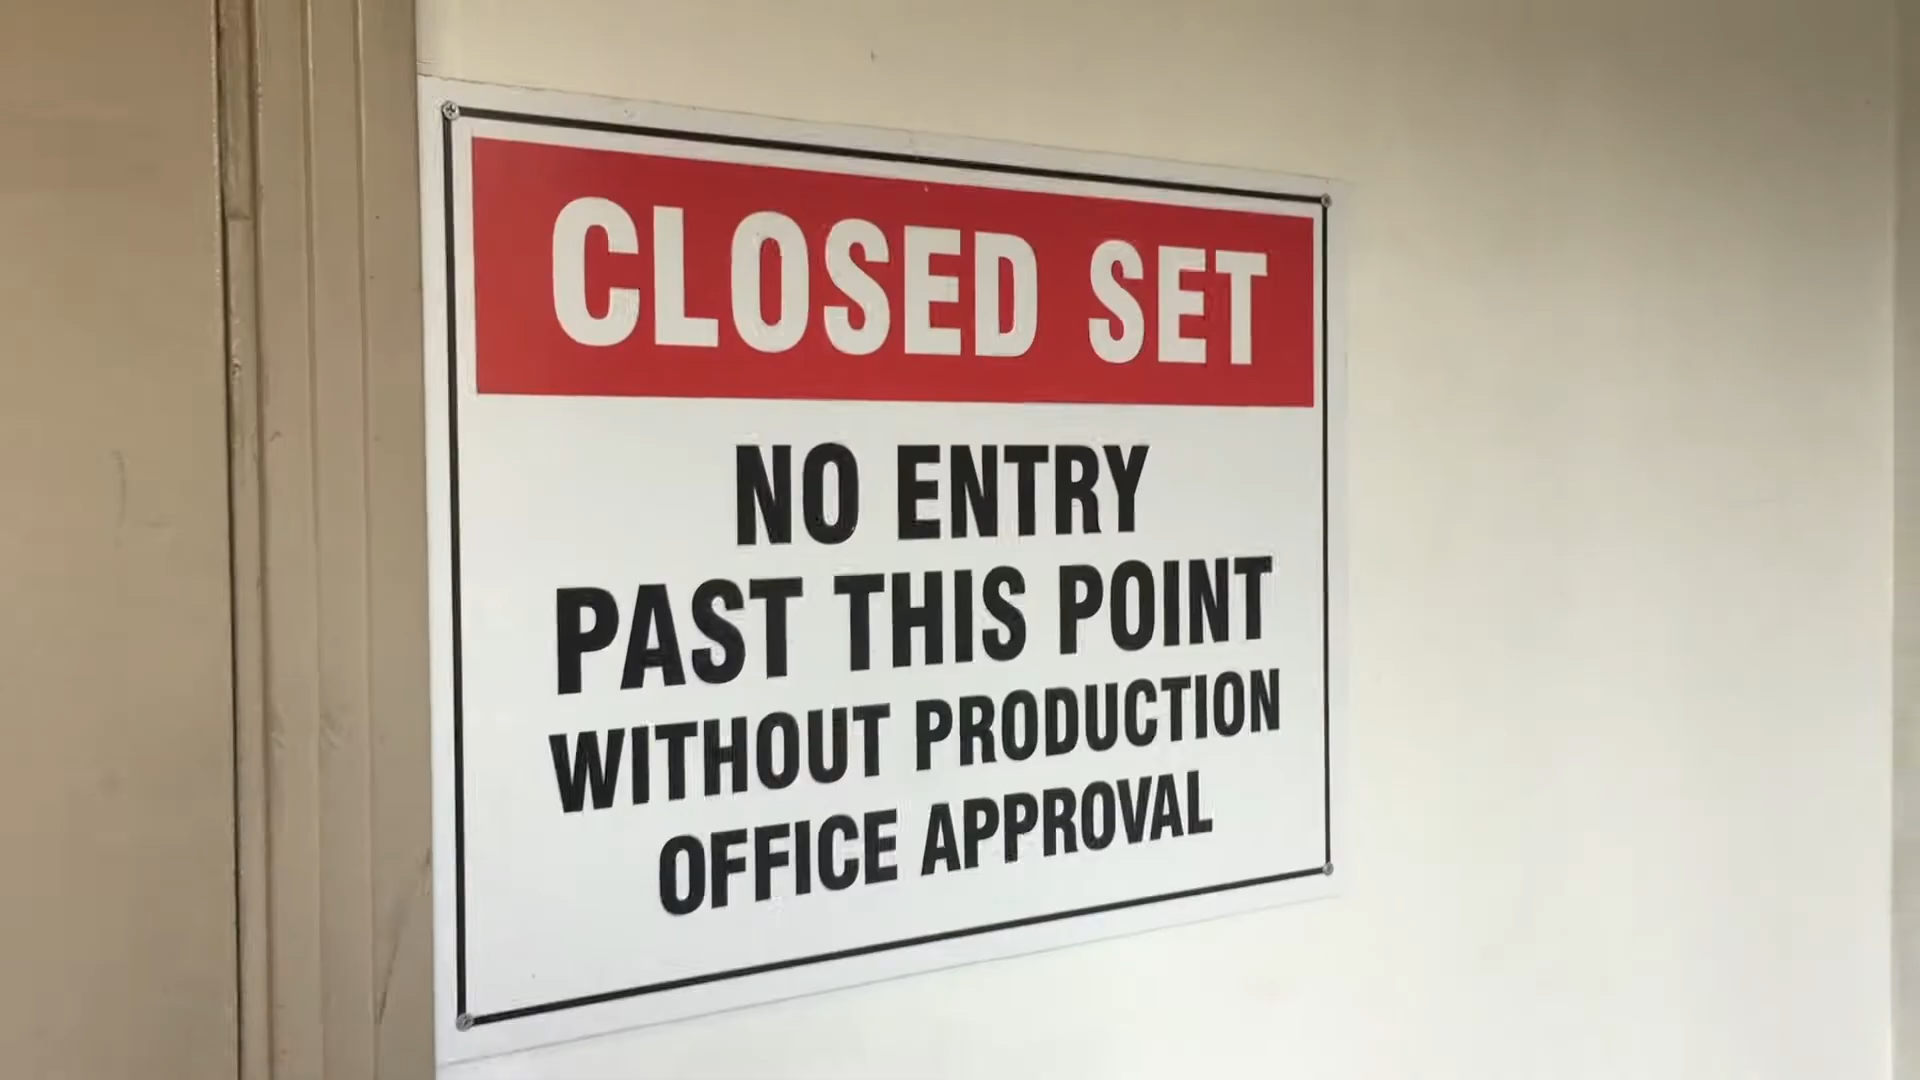 CLOSED SET
NO ENTRY
PAST THIS POINT
WITHOUT PRODUCTION
OFFICE APPROVAL